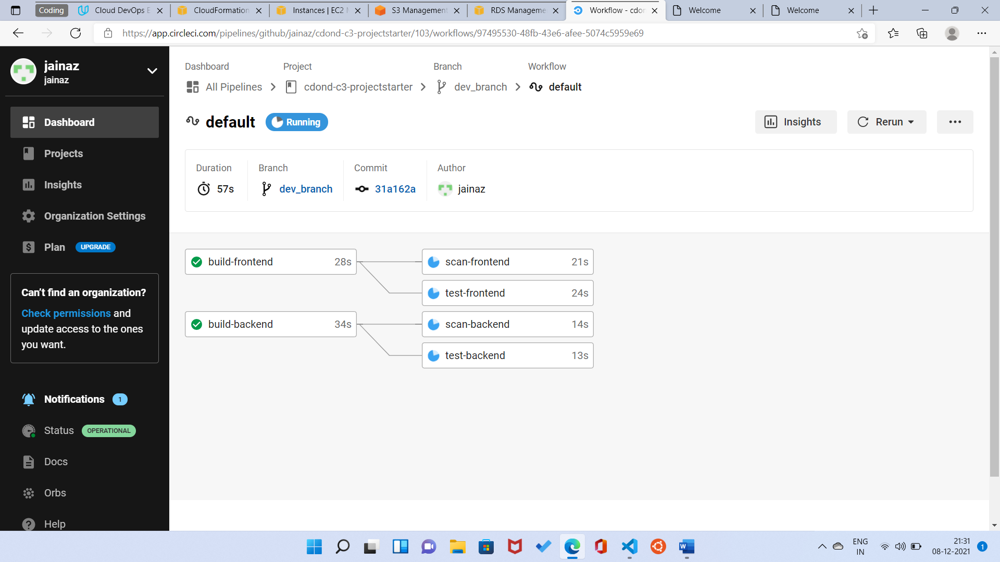 Coding
Cloud DevOps E
CloudFormation
Instances | EC2 M
S3 Management
RDS Manageme
Workflow - cdon
Welcome
Welcome
https://app.circleci.com/pipelines/github/jainaz/cdond-c3-projectstarter/103/workflows/97495530-48fb-43e6-afee-5074c5959e69
jainaz
jainaz
Dashboard
Projects
Insights
Organization Settings
Plan UPGRADE
Can't find an organization?
Check permissions and
update access to the ones
you want.
Notifications 1
Status OPERATIONAL
Docs
Orbs
Help
Dashboard Project Branch Workflow
All Pipelines cdond-c3-projectstarter dev_branch default
default Running
Insights Rerun
Duration Branch Commit Author
57s dev_branch 31a162a jainaz
build-frontend 28s
scan-frontend 21s
test-frontend 24s
build-backend 34s
scan-backend 14s
test-backend 13s
ENG
IN
21:31
08-12-2021
1